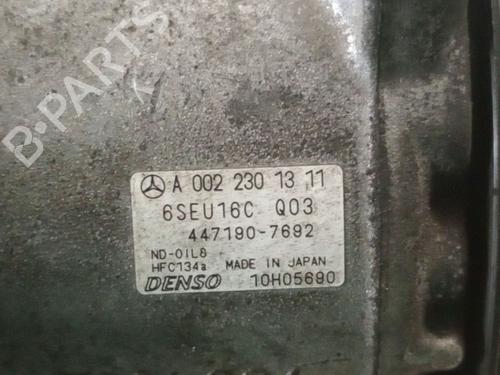 B-PARTS
A 002 230 13 11
6SEU16C Q03
447190-7692
ND-OIL8
HFC134a MADE IN JAPAN
DENSO 10H05690